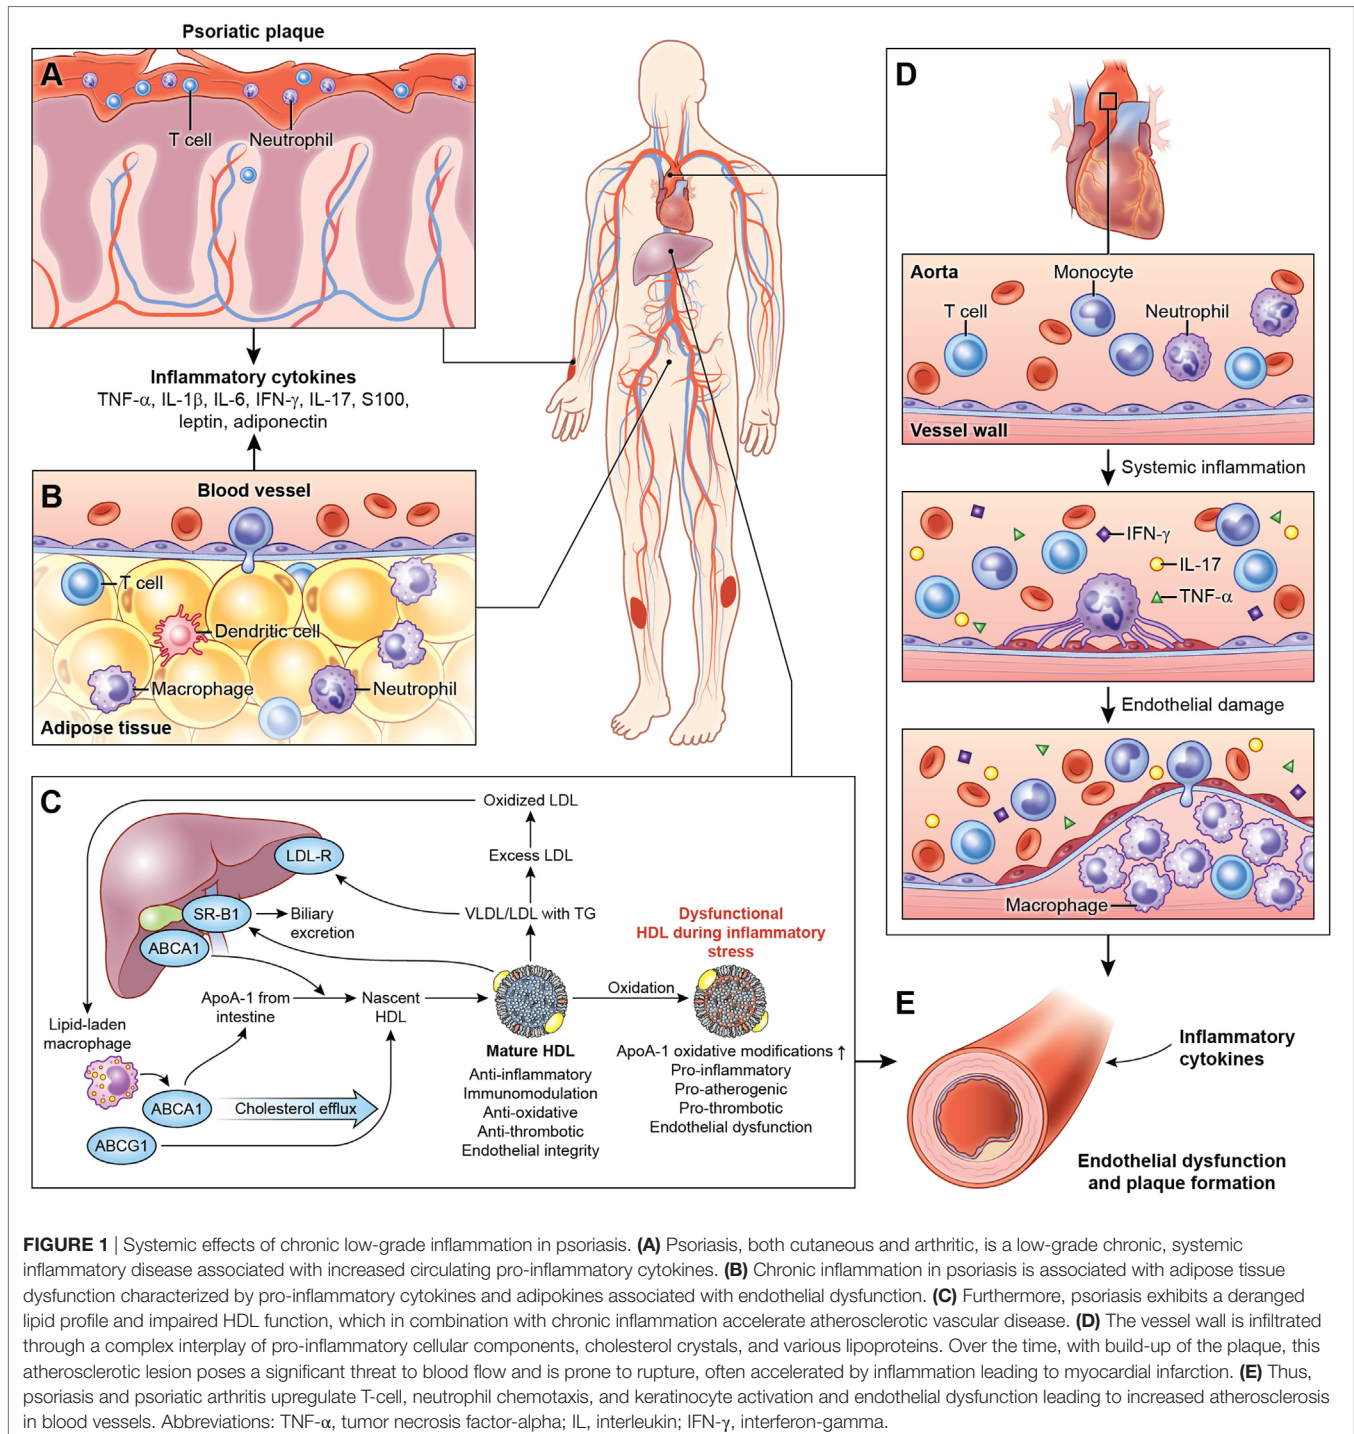 Psoriatic plaque
A
T cell
Neutrophil
Inflammatory cytokines
TNF-α, IL-1β, IL-6, IFN-γ, IL-17, S100,
leptin, adiponectin
B
Blood vessel
T cell
Dendritic cell
Macrophage
Neutrophil
Adipose tissue
C
Oxidized LDL
LDL-R
Excess LDL
SR-B1
Biliary
excretion
VLDL/LDL with TG
ABCA1
Dysfunctional
HDL during inflammatory
stress
ApoA-1 from
intestine
Nascent
HDL
Oxidation
Lipid-laden
macrophage
ABCA1
Cholesterol efflux
ABCG1
Mature HDL
Anti-inflammatory
Immunomodulation
Anti-oxidative
Anti-thrombotic
Endothelial integrity
ApoA-1 oxidative modifications ↑
Pro-inflammatory
Pro-atherogenic
Pro-thrombotic
Endothelial dysfunction
D
Aorta
Monocyte
T cell
Neutrophil
Vessel wall
Systemic inflammation
IFN-γ
IL-17
TNF-α
Endothelial damage
Macrophage
E
Inflammatory
cytokines
Endothelial dysfunction
and plaque formation
FIGURE 1 | Systemic effects of chronic low-grade inflammation in psoriasis. (A) Psoriasis, both cutaneous and arthritic, is a low-grade chronic, systemic
inflammatory disease associated with increased circulating pro-inflammatory cytokines. (B) Chronic inflammation in psoriasis is associated with adipose tissue
dysfunction characterized by pro-inflammatory cytokines and adipokines associated with endothelial dysfunction. (C) Furthermore, psoriasis exhibits a deranged
lipid profile and impaired HDL function, which in combination with chronic inflammation accelerate atherosclerotic vascular disease. (D) The vessel wall is infiltrated
through a complex interplay of pro-inflammatory cellular components, cholesterol crystals, and various lipoproteins. Over the time, with build-up of the plaque, this
atherosclerotic lesion poses a significant threat to blood flow and is prone to rupture, often accelerated by inflammation leading to myocardial infarction. (E) Thus,
psoriasis and psoriatic arthritis upregulate T-cell, neutrophil chemotaxis, and keratinocyte activation and endothelial dysfunction leading to increased atherosclerosis
in blood vessels. Abbreviations: TNF-α, tumor necrosis factor-alpha; IL, interleukin; IFN-γ, interferon-gamma.